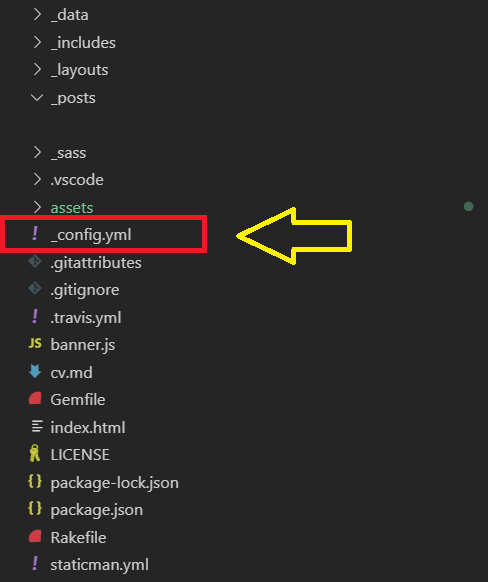 _data
_includes
_layouts
_posts
_sass
.vscode
assets
! _config.yml
.gitattributes
.gitignore
! .travis.yml
JS banner.js
cv.md
Gemfile
index.html
LICENSE
{} package-lock.json
{} package.json
Rakefile
! staticman.yml